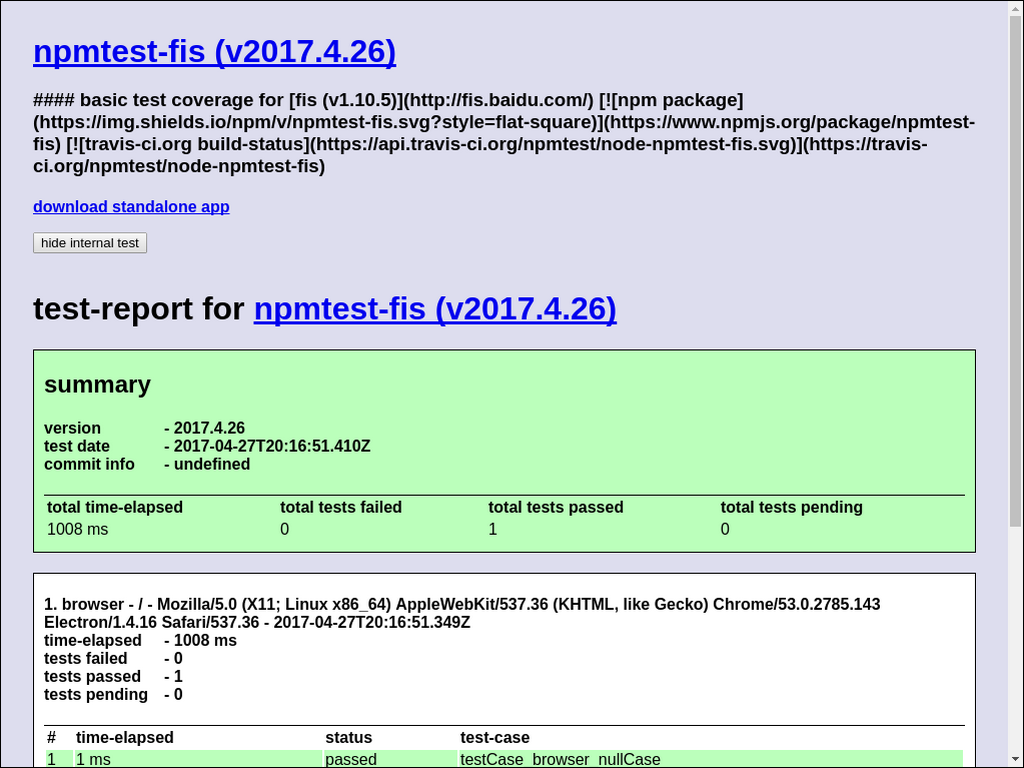 npmtest-fis (v2017.4.26)
#### basic test coverage for [fis (v1.10.5)](http://fis.baidu.com/) [![npm package]
(https://img.shields.io/npm/v/npmtest-fis.svg?style=flat-square)](https://www.npmjs.org/package/npmtest-
fis) [![travis-ci.org build-status](https://api.travis-ci.org/npmtest/node-npmtest-fis.svg)](https://travis-
ci.org/npmtest/node-npmtest-fis)
download standalone app
hide internal test
test-report for npmtest-fis (v2017.4.26)
summary
version - 2017.4.26
test date - 2017-04-27T20:16:51.410Z
commit info - undefined
total time-elapsed total tests failed total tests passed total tests pending
1008 ms 0 1 0
1. browser - / - Mozilla/5.0 (X11; Linux x86_64) AppleWebKit/537.36 (KHTML, like Gecko) Chrome/53.0.2785.143
Electron/1.4.16 Safari/537.36 - 2017-04-27T20:16:51.349Z
time-elapsed - 1008 ms
tests failed - 0
tests passed - 1
tests pending - 0
# time-elapsed status test-case
1 1 ms passed testCase_browser_nullCase